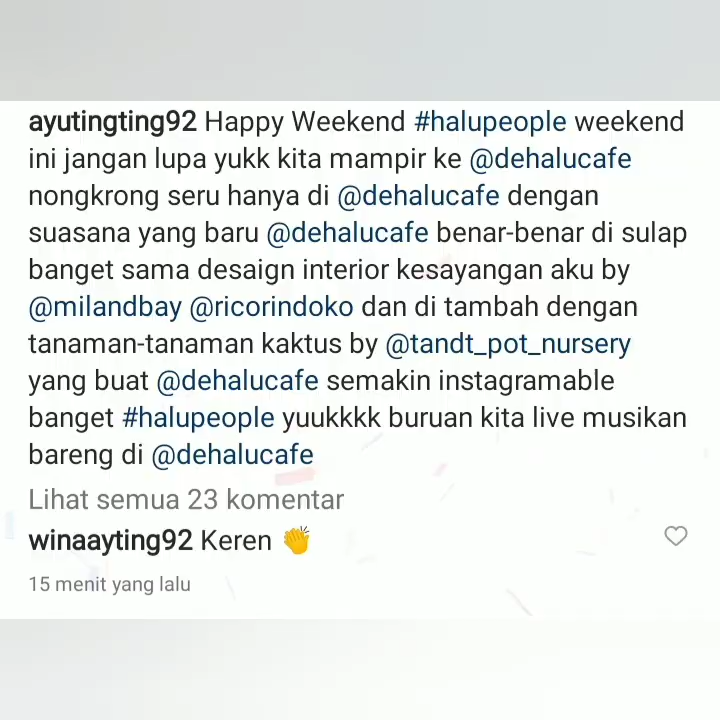 ayutingting92 Happy Weekend #halupeople weekend
ini jangan lupa yukk kita mampir ke @dehalucafe
nongkrong seru hanya di @dehalucafe dengan
suasana yang baru @dehalucafe benar-benar di sulap
banget sama desaign interior kesayangan aku by
@milandbay @ricorindoko dan di tambah dengan
tanaman-tanaman kaktus by @tandt_pot_nursery
yang buat @dehalucafe semakin instagramable
banget #halupeople yuukkkk buruan kita live musikan
bareng di @dehalucafe
Lihat semua 23 komentar
winaayting92 Keren 👏
15 menit yang lalu